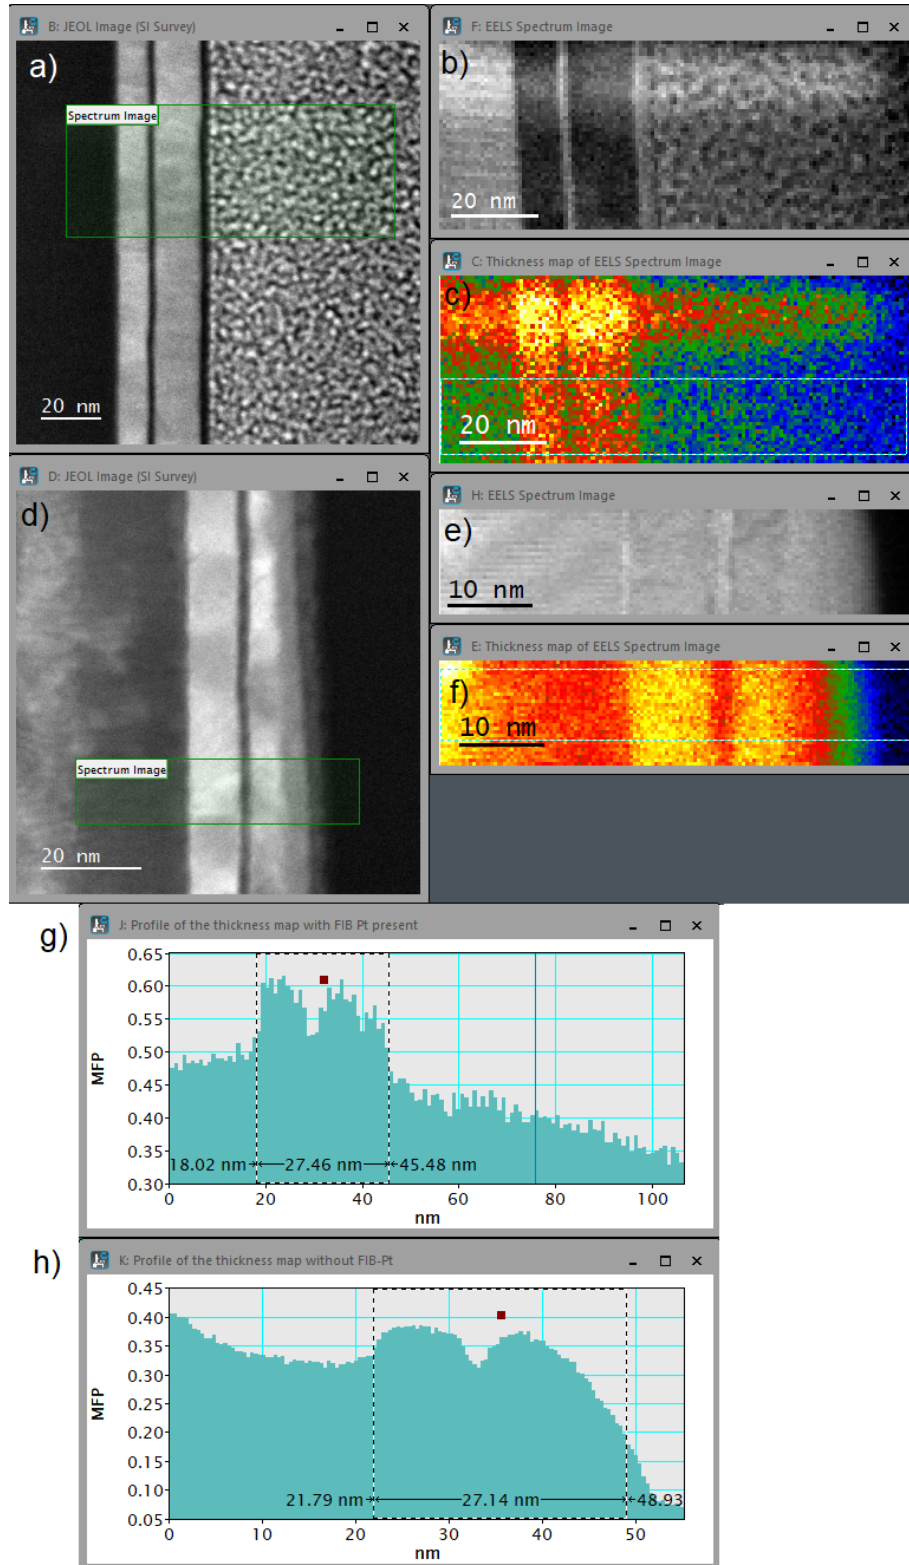 B: JEOL Image (SI Survey)
a)
Spectrum Image
20 nm
F: EELS Spectrum Image
b)
20 nm
C: Thickness map of EELS Spectrum Image
c)
20 nm
D: JEOL Image (SI Survey)
d)
Spectrum Image
20 nm
H: EELS Spectrum Image
e)
10 nm
E: Thickness map of EELS Spectrum Image
f)
10 nm
g)
J: Profile of the thickness map with FIB Pt present
0.65
0.60
0.55
0.50
0.45
0.40
0.35
0.30
MFP
18.02 nm
27.46 nm
45.48 nm
0 20 40 60 80 100
nm
h)
K: Profile of the thickness map without FIB-Pt
0.45
0.40
0.35
0.30
0.25
0.20
0.15
0.10
0.05
MFP
21.79 nm
27.14 nm
48.93
0 10 20 30 40 50
nm